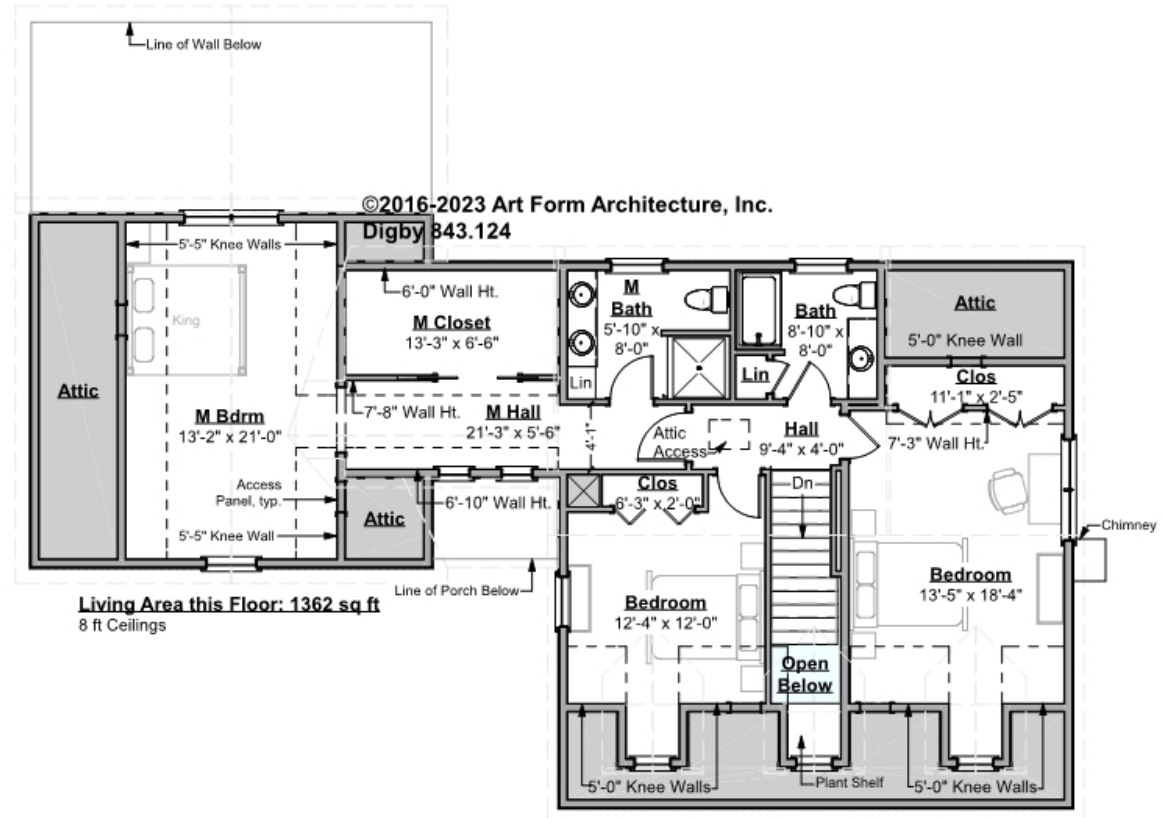 Line of Wall Below
©2016-2023 Art Form Architecture, Inc.
Digby 843.124
5'-5" Knee Walls
King
Attic
M Bdrm
13'-2" x 21'-0"
Access
Panel, typ.
5'-5" Knee Wall
6'-0" Wall Ht.
M Closet
13'-3" x 6'-6"
7'-8" Wall Ht.
M Hall
21'-3" x 5'-6"
4'-1"
6'-10" Wall Ht.
Attic
Line of Porch Below
M
Bath
5'-10" x
8'-0"
Lin
Bath
8'-10" x
8'-0"
Lin
Attic
5'-0" Knee Wall
Clos
11'-1" x 2'-5"
7'-3" Wall Ht.
Attic
Access
Hall
9'-4" x 4'-0"
Clos
6'-3" x 2'-0"
Dn
Chimney
Bedroom
12'-4" x 12'-0"
Bedroom
13'-5" x 18'-4"
Open
Below
5'-0" Knee Walls
Plant Shelf
5'-0" Knee Walls
Living Area this Floor: 1362 sq ft
8 ft Ceilings